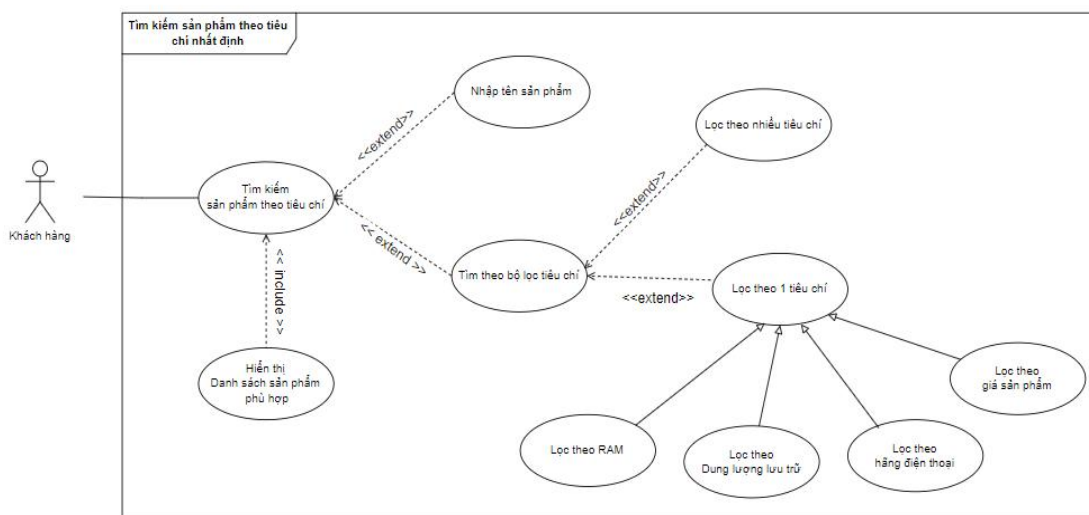 Tìm kiếm sản phẩm theo tiêu
chí nhất định
Nhập tên sản phẩm
Lọc theo nhiều tiêu chí
<<extend>>
<<extend>>
Tìm kiếm
sản phẩm theo tiêu chí
Khách hàng
<< extend >>
Tìm theo bộ lọc tiêu chí
<< include >>
<<extend>>
Lọc theo 1 tiêu chí
Hiển thị
Danh sách sản phẩm
phù hợp
Lọc theo
giá sản phẩm
Lọc theo RAM
Lọc theo
Dung lượng lưu trữ
Lọc theo
hãng điện thoại